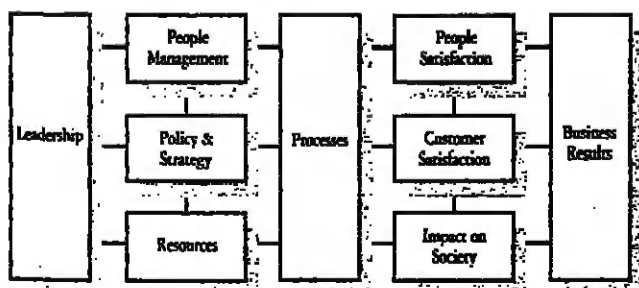 Leadership
People
Management
Policy &
Strategy
Resources
Processes
People
Satisfaction
Customer
Satisfaction
Impact on
Society
Business
Results